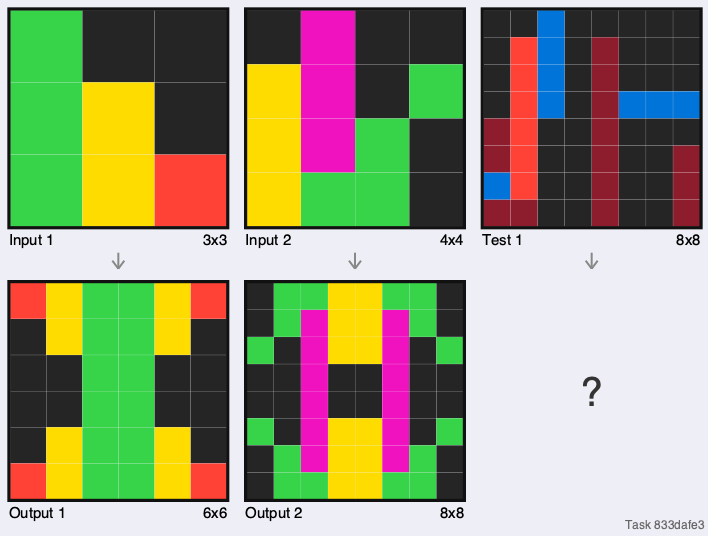 Input 1 3x3
Input 2 4x4
Test 1 8x8
?
Output 1 6x6
Output 2 8x8
Task 833dafe3